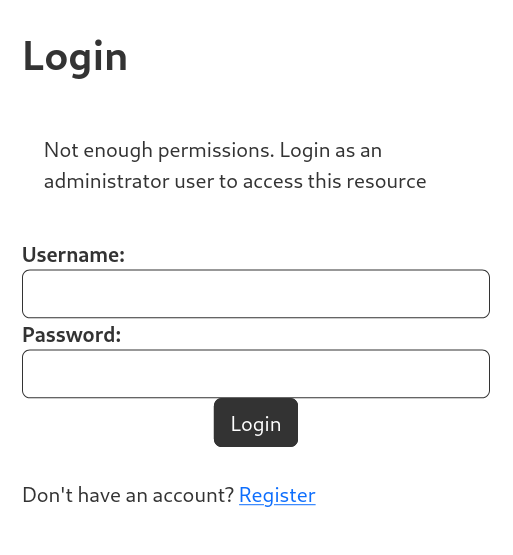 Login
Not enough permissions. Login as an
administrator user to access this resource
Username:
Password:
Login
Don't have an account? Register